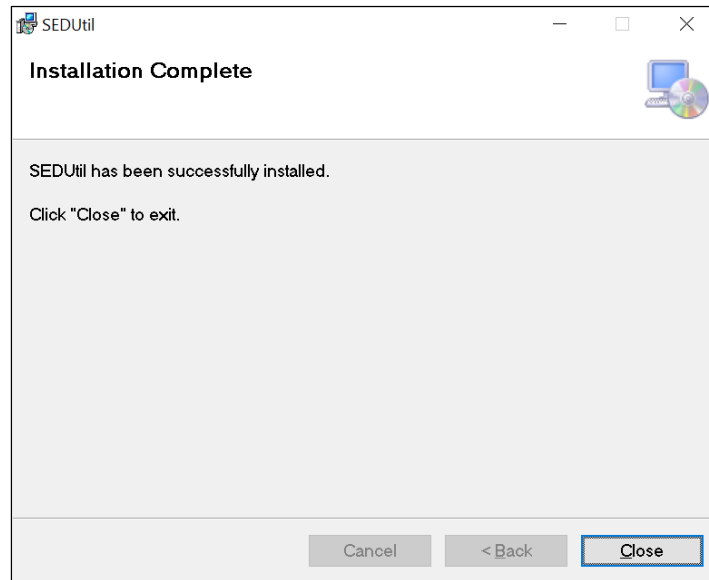 SEDUtil
Installation Complete
SEDUtil has been successfully installed.
Click "Close" to exit.
Cancel
< Back
Close